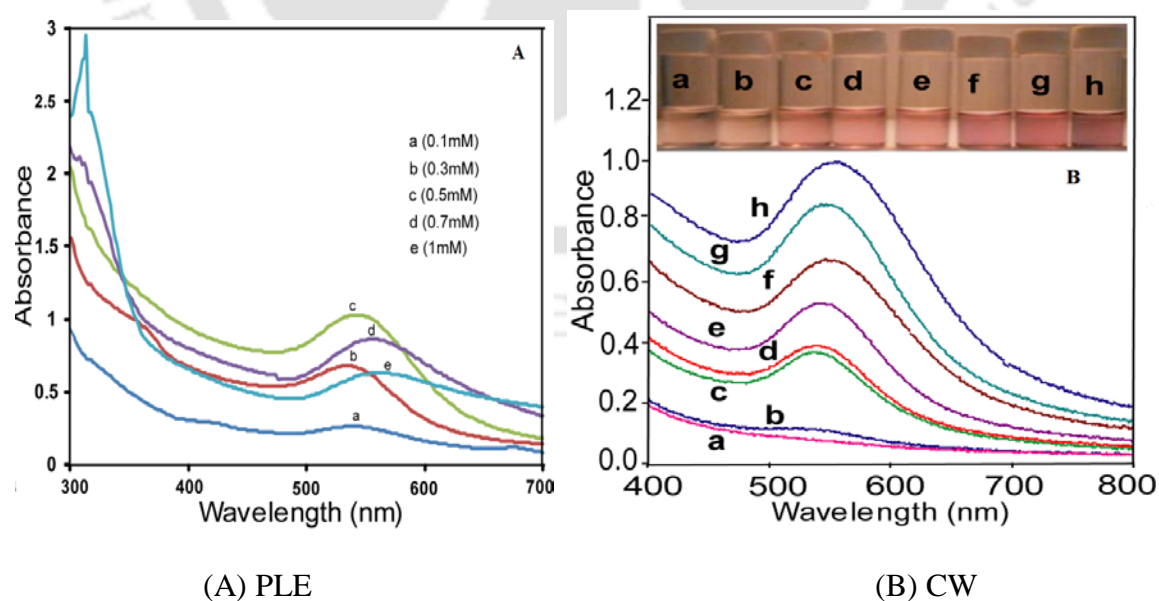 A
3
2.5
2
1.5
1
0.5
0
Absorbance
a (0.1mM)
b (0.3mM)
c (0.5mM)
d (0.7mM)
e (1mM)
c
d
b
e
a
300 400 500 600 700
Wavelength (nm)
a b c d e f g h
B
1.2
1.0
0.8
0.6
0.4
0.2
0.0
Absorbance
h
g
f
e
d
c
b
a
400 500 600 700 800
Wavelength (nm)
(A) PLE (B) CW